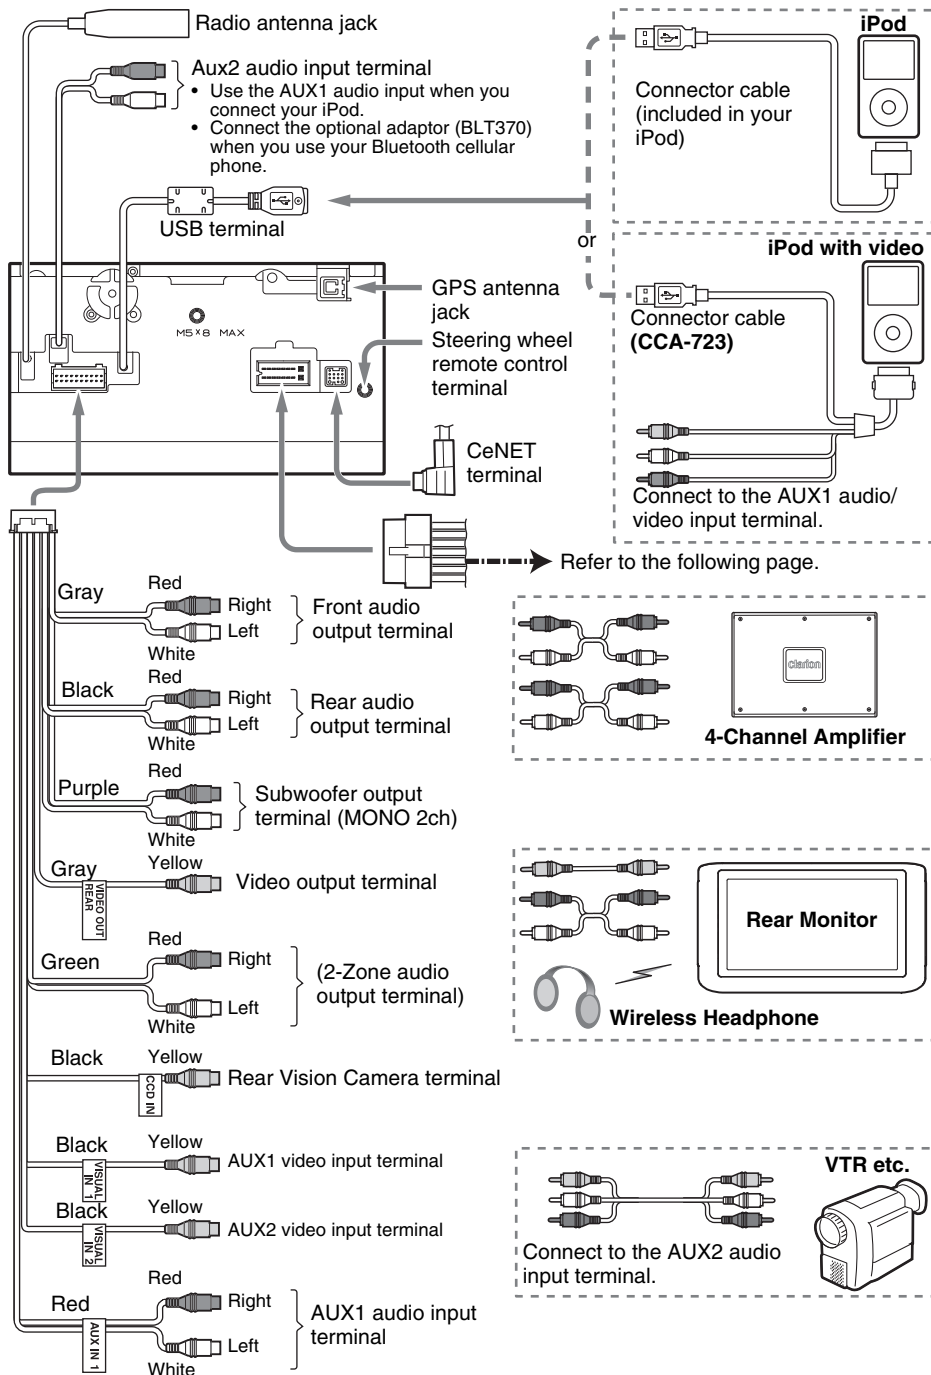 Radio antenna jack
Aux2 audio input terminal
• Use the AUX1 audio input when you
connect your iPod.
• Connect the optional adaptor (BLT370)
when you use your Bluetooth cellular
phone.
USB terminal
iPod
Connector cable
(included in your
iPod)
or
iPod with video
Connector cable
(CCA-723)
Connect to the AUX1 audio/
video input terminal.
M5×8 MAX
GPS antenna
jack
Steering wheel
remote control
terminal
CeNET
terminal
Refer to the following page.
Gray
Red
Right
Left
White
Front audio
output terminal
Black
Red
Right
Left
White
Rear audio
output terminal
clarion
4-Channel Amplifier
Purple
Red
White
Subwoofer output
terminal (MONO 2ch)
Gray
Yellow
VIDEO OUT
REAR
Video output terminal
Rear Monitor
Wireless Headphone
Green
Red
Right
Left
White
(2-Zone audio
output terminal)
Black
Yellow
CCD IN
Rear Vision Camera terminal
Black
Yellow
VISUAL
IN 1
AUX1 video input terminal
Black
Yellow
VISUAL
IN 2
AUX2 video input terminal
VTR etc.
Connect to the AUX2 audio
input terminal.
Red
Red
Right
Left
White
AUX IN 1
AUX1 audio input
terminal